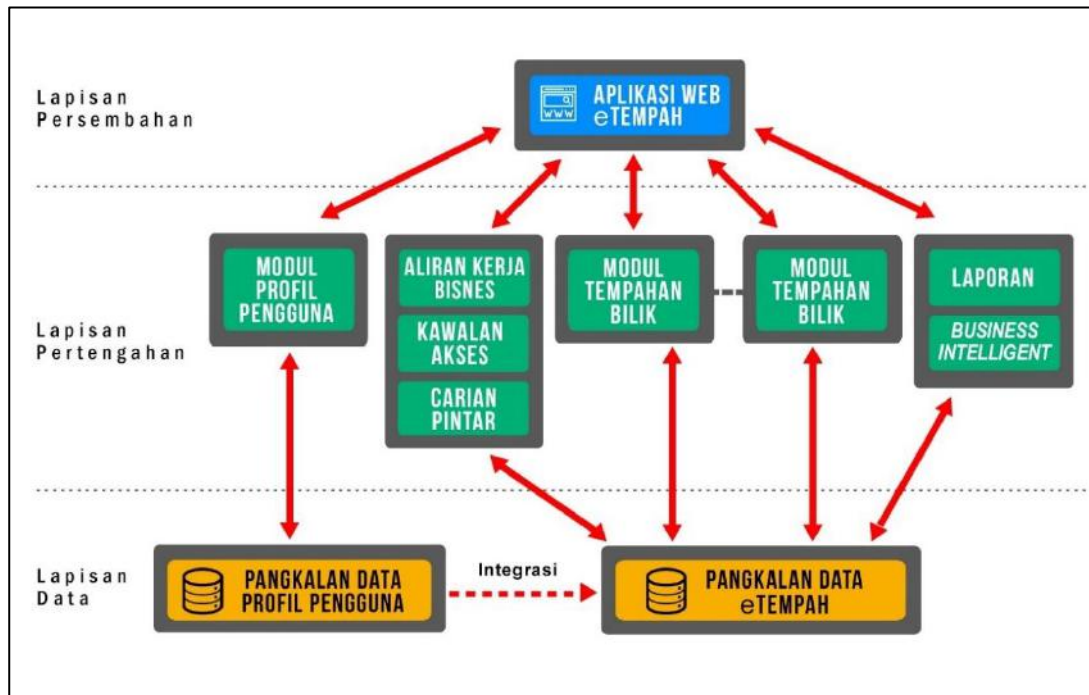 Lapisan
Persembahan
WWW
APLIKASI WEB
eTEMPAH
Lapisan
Pertengahan
MODUL
PROFIL
PENGGUNA
ALIRAN KERJA
BISNES
KAWALAN
AKSES
CARIAN
PINTAR
MODUL
TEMPAHAN
BILIK
MODUL
TEMPAHAN
BILIK
LAPORAN
BUSINESS
INTELLIGENT
Lapisan
Data
PANGKALAN DATA
PROFIL PENGGUNA
Integrasi
PANGKALAN DATA
eTEMPAH